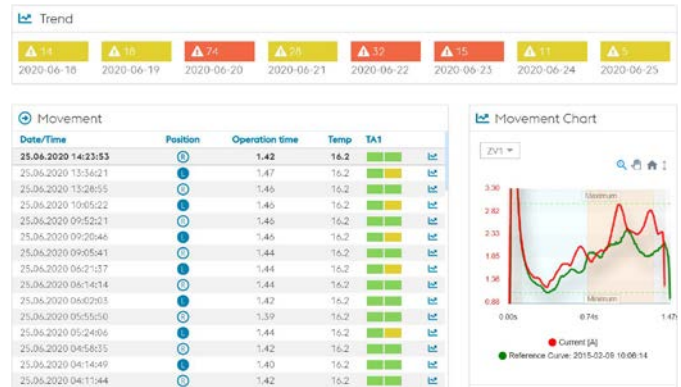 Trend
14 18 74 28 32 15 11 5
2020-06-18 2020-06-19 2020-06-20 2020-06-21 2020-06-22 2020-06-23 2020-06-24 2020-06-25
Movement
Date/Time Position Operation time Temp TA1
25.06.2020 14:23:53 R 1.42 16.2
25.06.2020 13:36:21 L 1.47 16.2
25.06.2020 13:28:55 R 1.46 16.2
25.06.2020 10:05:22 L 1.46 16.2
25.06.2020 09:52:21 R 1.46 16.2
25.06.2020 09:20:46 L 1.46 16.2
25.06.2020 09:05:41 R 1.44 16.2
25.06.2020 06:21:37 L 1.44 16.2
25.06.2020 06:14:14 R 1.44 16.2
25.06.2020 06:02:03 L 1.42 16.2
25.06.2020 05:55:50 R 1.39 16.2
25.06.2020 05:24:06 L 1.44 16.2
25.06.2020 04:58:35 R 1.42 16.2
25.06.2020 04:14:49 L 1.40 16.2
25.06.2020 04:11:44 R 1.42 16.2
Movement Chart
ZV1
3.30
Maximum
2.82
2.33
1.85
1.36
0.88
Minimum
0.00s 0.74s 1.47s
Current [A]
Reference Curve: 2015-02-09 10:06:14